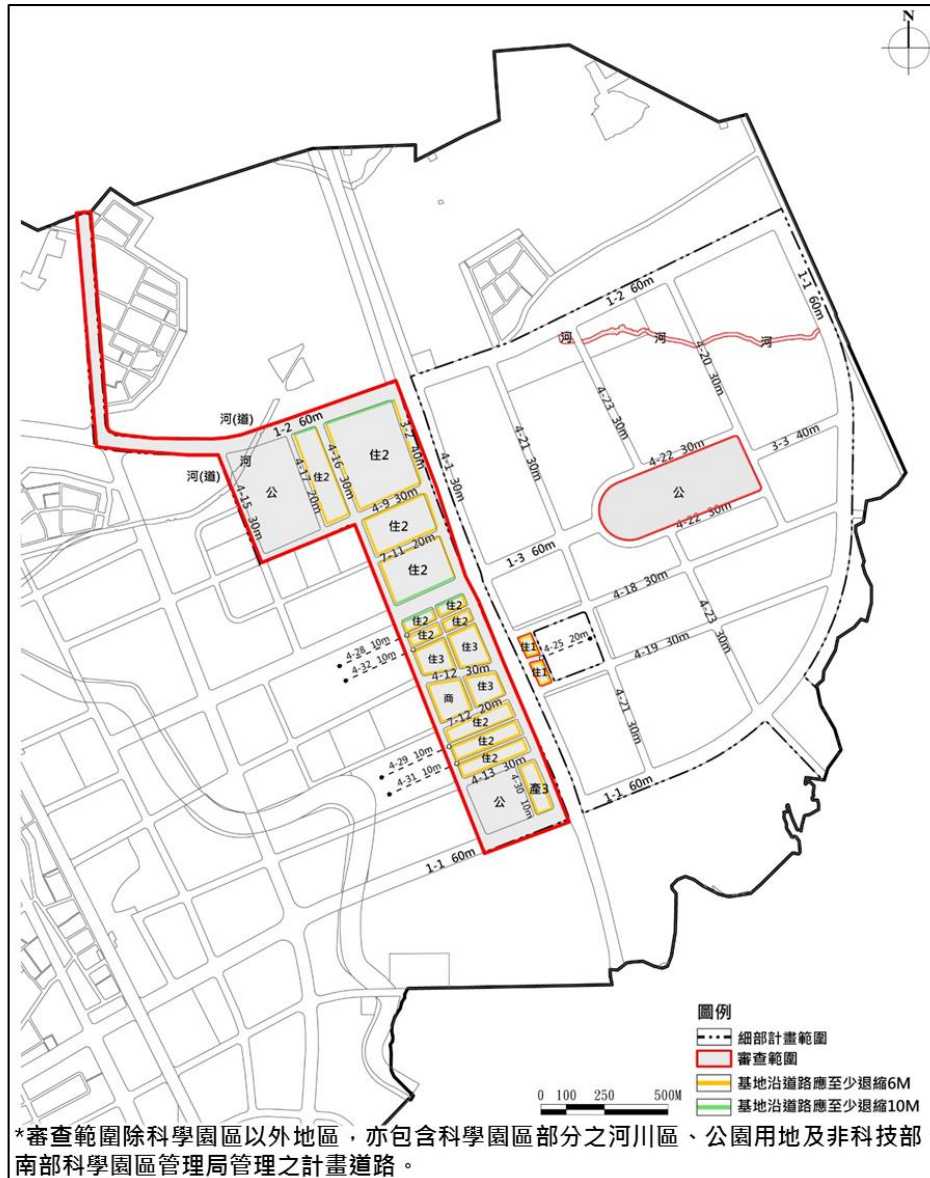 N
1-2 60m
1-1 60m
河
河
河
4-20 30m
4-23 30m
4-21 30m
4-22 30m
3-3 40m
公
4-22 30m
河(道)
1-2 60m
3-2 40m
4-1 30m
河
河(道)
4-15 30m
公
4-17 20m
住2
4-16 30m
住2
4-9 30m
住2
7-11 20m
住2
1-3 60m
4-18 30m
4-23 30m
4-19 30m
4-21 30m
住1
4-25 20m
住1
住2
住2
住2
住2
4-28 10m
4-32 10m
住3
住3
4-12 30m
商
住3
7-12 20m
住2
住2
住2
4-29 10m
4-31 10m
4-13 30m
公
4-30 10m
產3
1-1 60m
1-1 60m
圖例
細部計畫範圍
審查範圍
基地沿道路應至少退縮6M
基地沿道路應至少退縮10M
0 100 250 500M
*審查範圍除科學園區以外地區，亦包含科學園區部分之河川區、公園用地及非科技部
南部科學園區管理局管理之計畫道路。